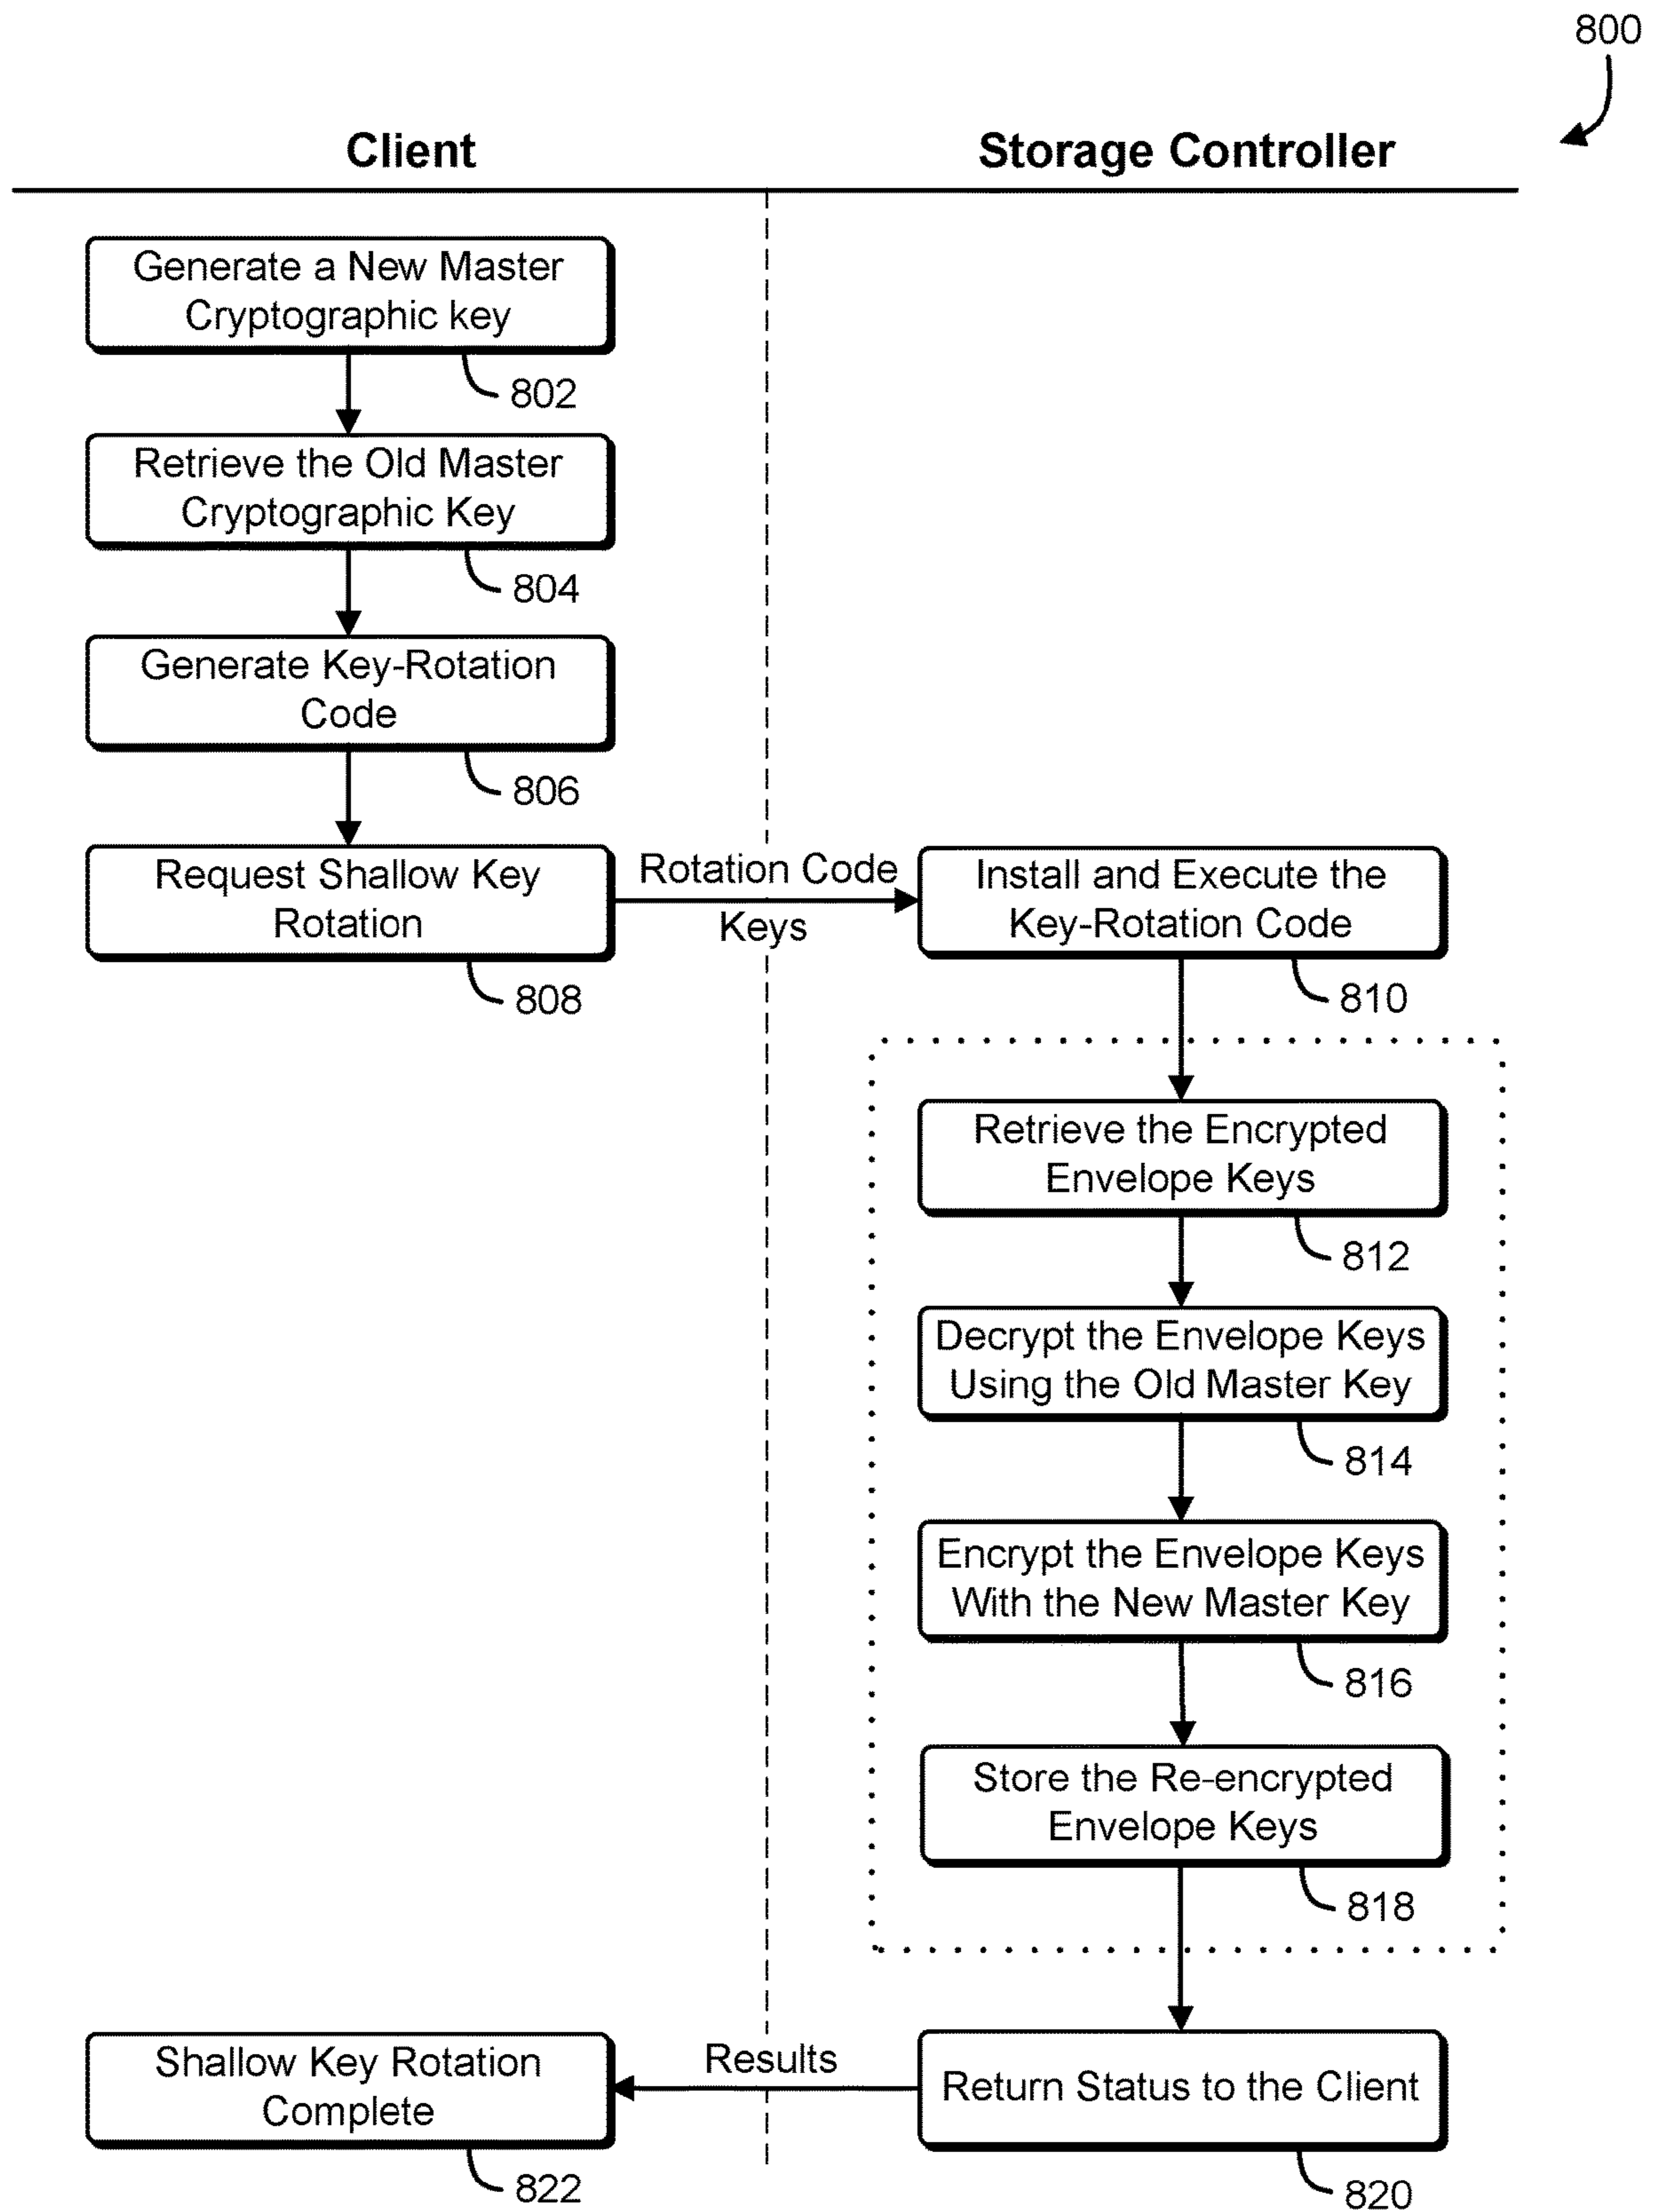 800
Client
Storage Controller
Generate a New Master
Cryptographic key
802
Retrieve the Old Master
Cryptographic Key
804
Generate Key-Rotation
Code
806
Request Shallow Key
Rotation
808
Rotation Code
Keys
Install and Execute the
Key-Rotation Code
810
Retrieve the Encrypted
Envelope Keys
812
Decrypt the Envelope Keys
Using the Old Master Key
814
Encrypt the Envelope Keys
With the New Master Key
816
Store the Re-encrypted
Envelope Keys
818
Return Status to the Client
820
Results
Shallow Key Rotation
Complete
822